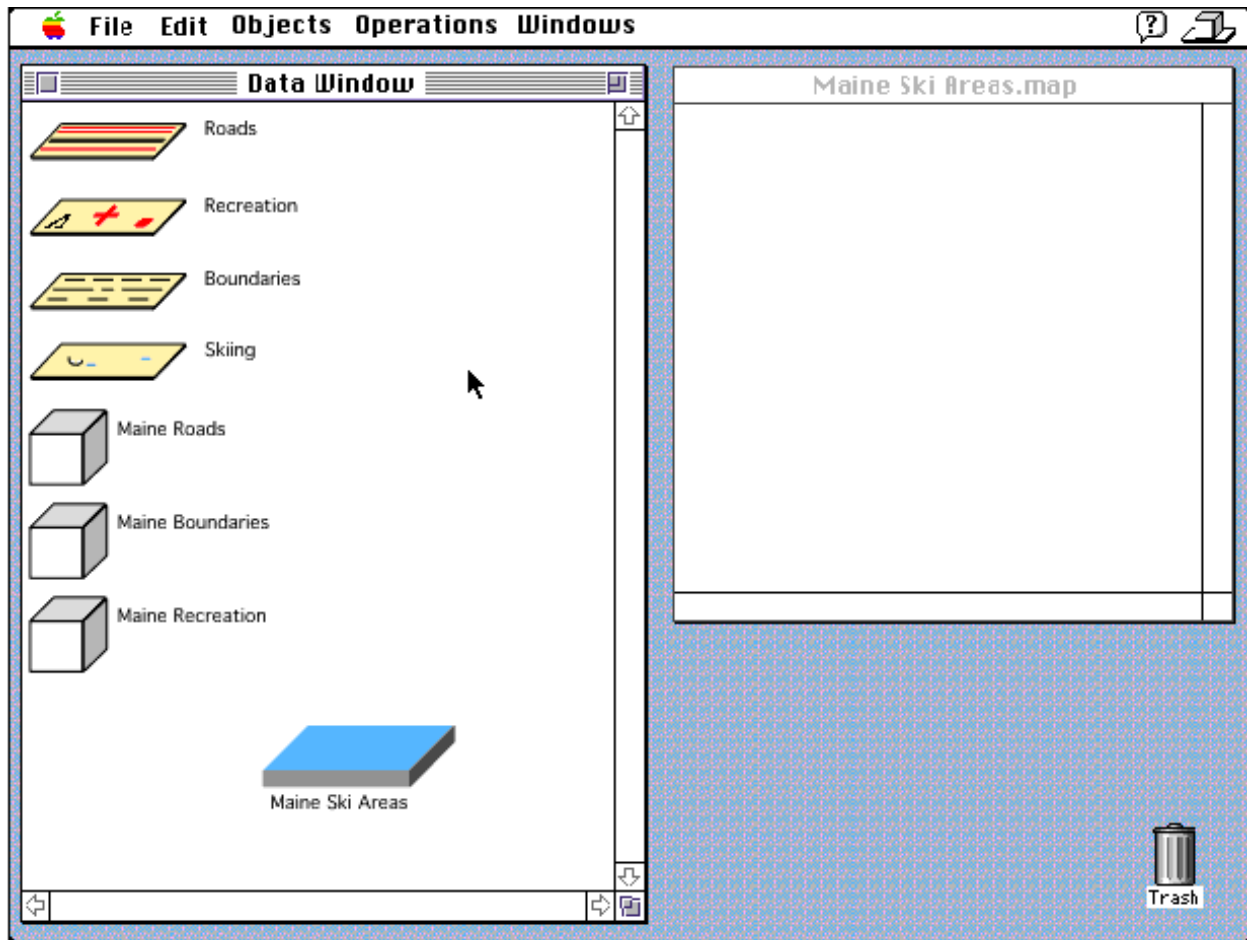 File Edit Objects Operations Windows
Data Window
Maine Ski Areas.map
Roads
Recreation
Boundaries
Skiing
Maine Roads
Maine Boundaries
Maine Recreation
Maine Ski Areas
Trash